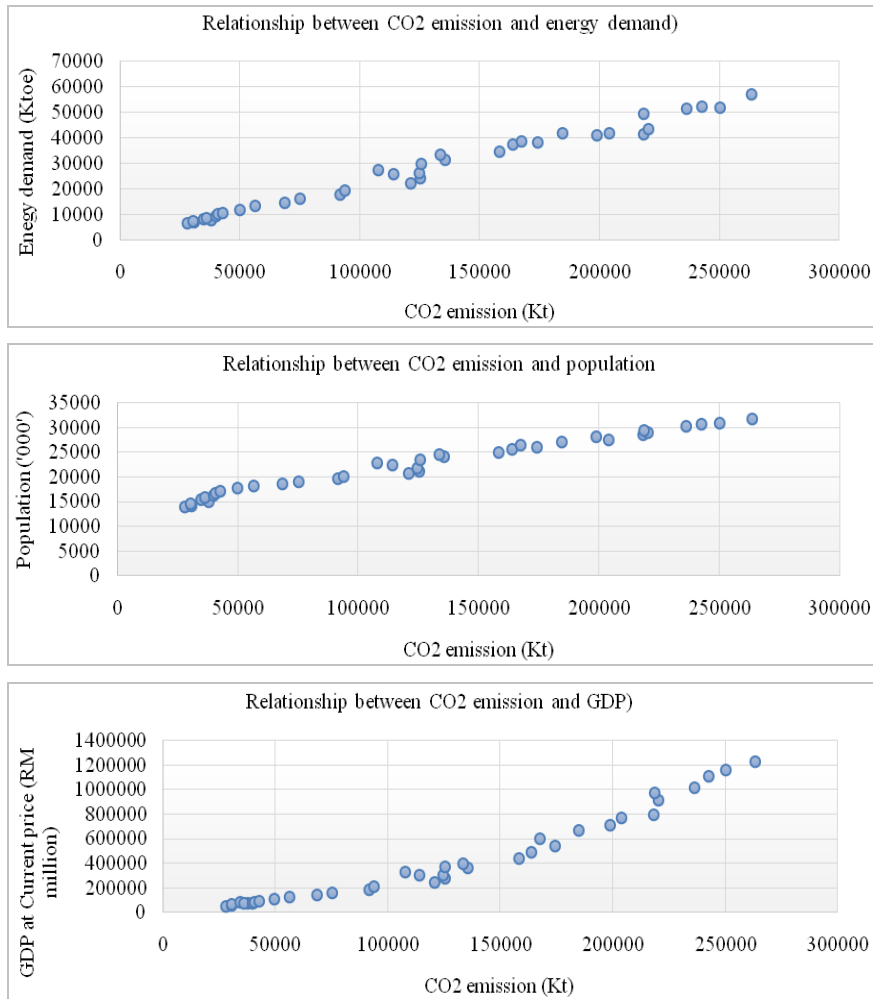 Relationship between CO2 emission and energy demand)
Enengy demand (Ktoe)
70000
60000
50000
40000
30000
20000
10000
0
0 50000 100000 150000 200000 250000 300000
CO2 emission (Kt)
Relationship between CO2 emission and population
Population ('000')
35000
30000
25000
20000
15000
10000
5000
0
0 50000 100000 150000 200000 250000 300000
CO2 emission (Kt)
Relationship between CO2 emission and GDP)
GDP at Current price (RM
million)
1400000
1200000
1000000
800000
600000
400000
200000
0
0 50000 100000 150000 200000 250000 300000
CO2 emission (Kt)